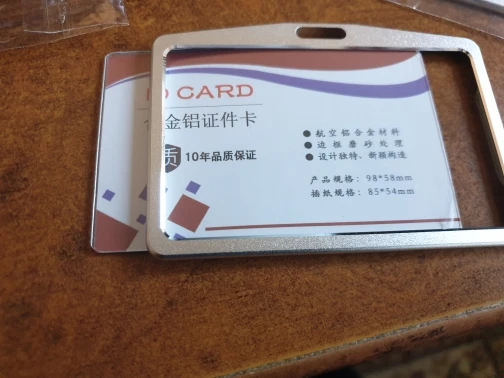 D CARD
金铝证件卡
质 10年品质保证
● 航空铝合金材料
● 边框磨砂处理
● 设计独特、新颖构造
产品规格：98*58mm
插纸规格：85*54mm